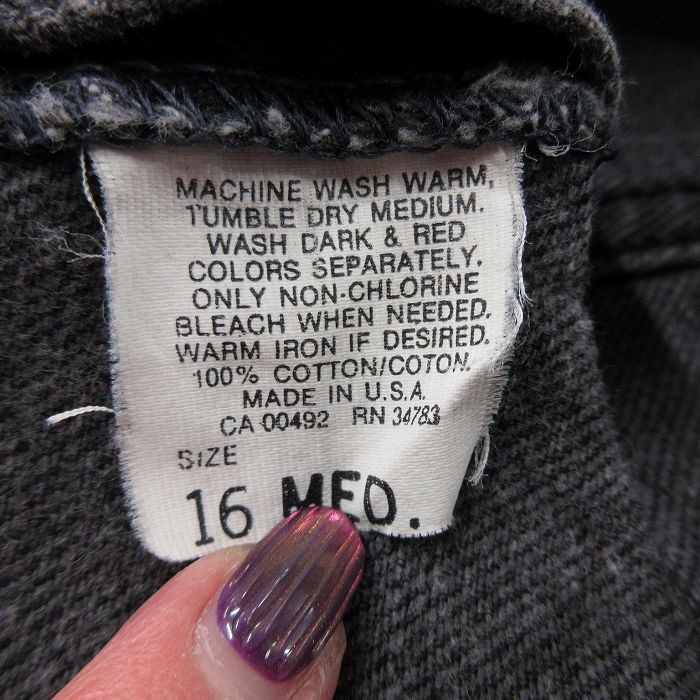 MACHINE WASH WARM,
TUMBLE DRY MEDIUM.
WASH DARK & RED
COLORS SEPARATELY.
ONLY NON-CHLORINE
BLEACH WHEN NEEDED.
WARM IRON IF DESIRED.
100% COTTON/COTON.
MADE IN U.S.A.
CA 00492 RN 34783
SIZE
16 MED.